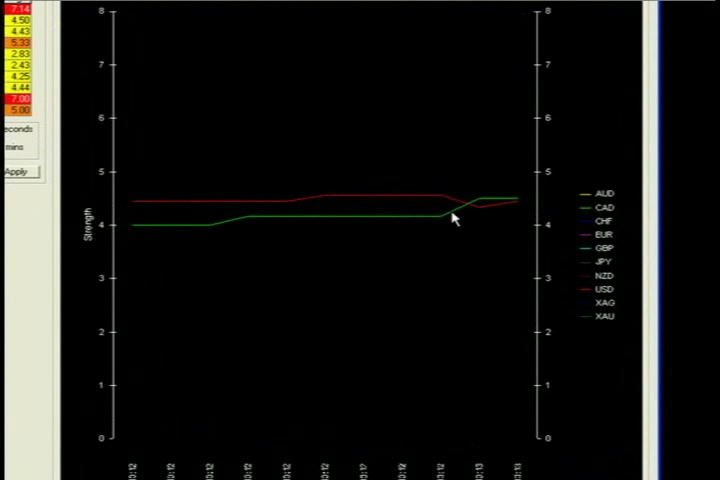 7.14
4.50
4.43
5.33
2.83
2.43
4.25
4.44
7.00
5.00
econds
mins
Apply
8
7
6
5
4
3
2
1
0
Strength
8
7
6
5
4
3
2
1
0
AUD
CAD
CHF
EUR
GBP
JPY
NZD
USD
XAG
XAU